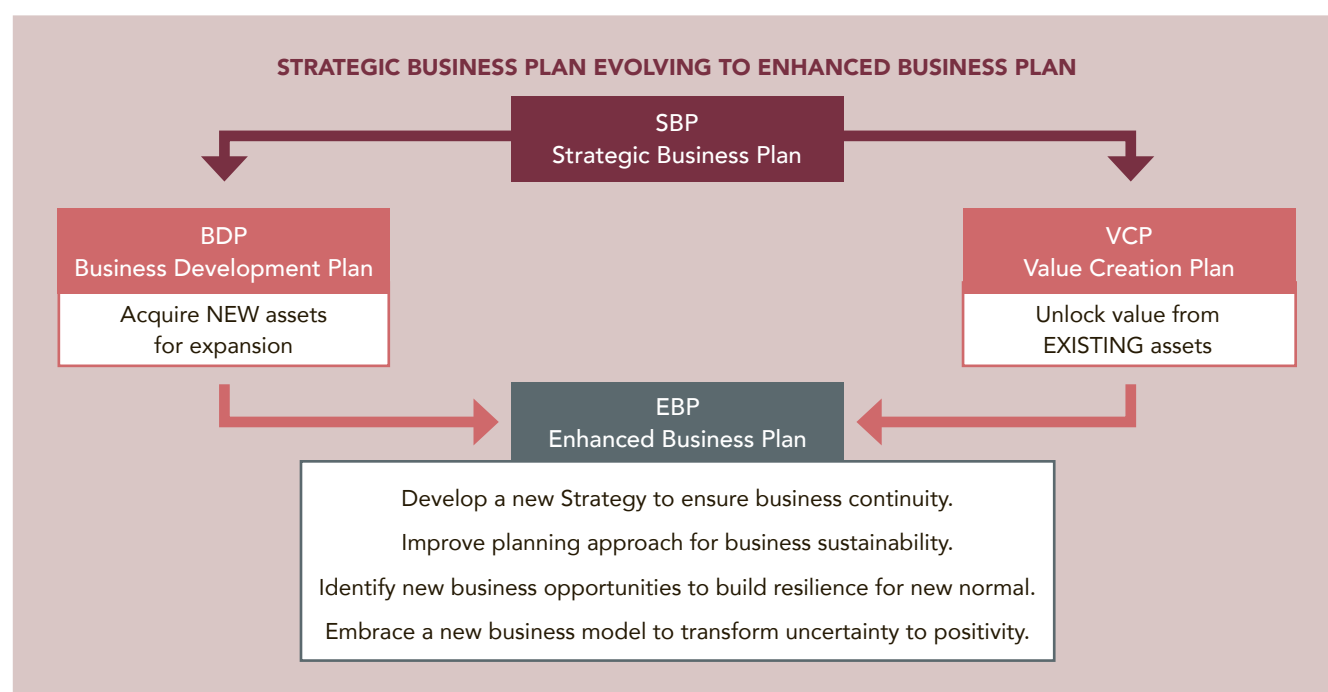 STRATEGIC BUSINESS PLAN EVOLVING TO ENHANCED BUSINESS PLAN
SBP
Strategic Business Plan
BDP
Business Development Plan
Acquire NEW assets
for expansion
VCP
Value Creation Plan
Unlock value from
EXISTING assets
EBP
Enhanced Business Plan
Develop a new Strategy to ensure business continuity.
Improve planning approach for business sustainability.
Identify new business opportunities to build resilience for new normal.
Embrace a new business model to transform uncertainty to positivity.